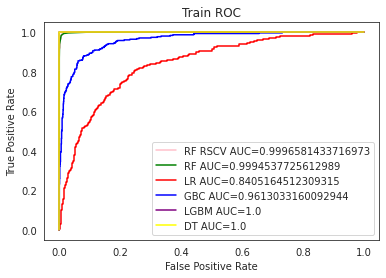 Train ROC
True Positive Rate
1.0
0.8
0.6
0.4
0.2
0.0
RF RSCV AUC=0.9996581433716973
RF AUC=0.9994537725612989
LR AUC=0.8405164512309315
GBC AUC=0.9613033160092944
LGBM AUC=1.0
DT AUC=1.0
0.0 0.2 0.4 0.6 0.8 1.0
False Positive Rate